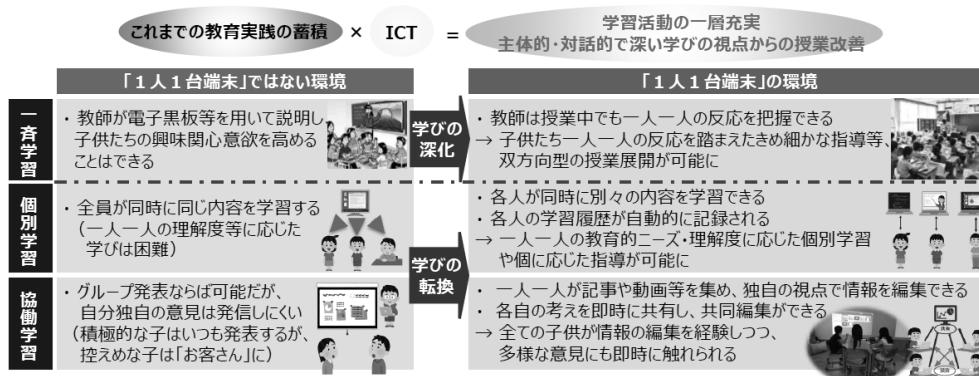 これまでの教育実践の蓄積 × ICT = 学習活動の一層充実
主体的・対話的で深い学びの視点からの授業改善
「1人1台端末」ではない環境
「1人1台端末」の環境
一斉学習
・教師が電子黒板等を用いて説明し
子供たちの興味関心意欲を高める
ことはできる
学びの
深化
・教師は授業中でも一人一人の反応を把握できる
→ 子供たち一人一人の反応を踏まえたきめ細かな指導等、
双方向型の授業展開が可能に
個別学習
・全員が同時に同じ内容を学習する
(一人一人の理解度等に応じた
学びは困難)
学びの
転換
・各人が同時に別々の内容を学習できる
・各人の学習履歴が自動的に記録される
→ 一人一人の教育的ニーズ・理解度に応じた個別学習
や個に応じた指導が可能に
協働学習
・グループ発表ならば可能だが、
自分独自の意見は発信しにくい
(積極的な子はいつも発表するが、
控えめな子は「お客さん」に)
・一人一人が記事や動画等を集め、独自の視点で情報を編集できる
・各自の考えを即時に共有し、共同編集ができる
→ 全ての子供が情報の編集を経験しつつ、
多様な意見にも即時に触れられる